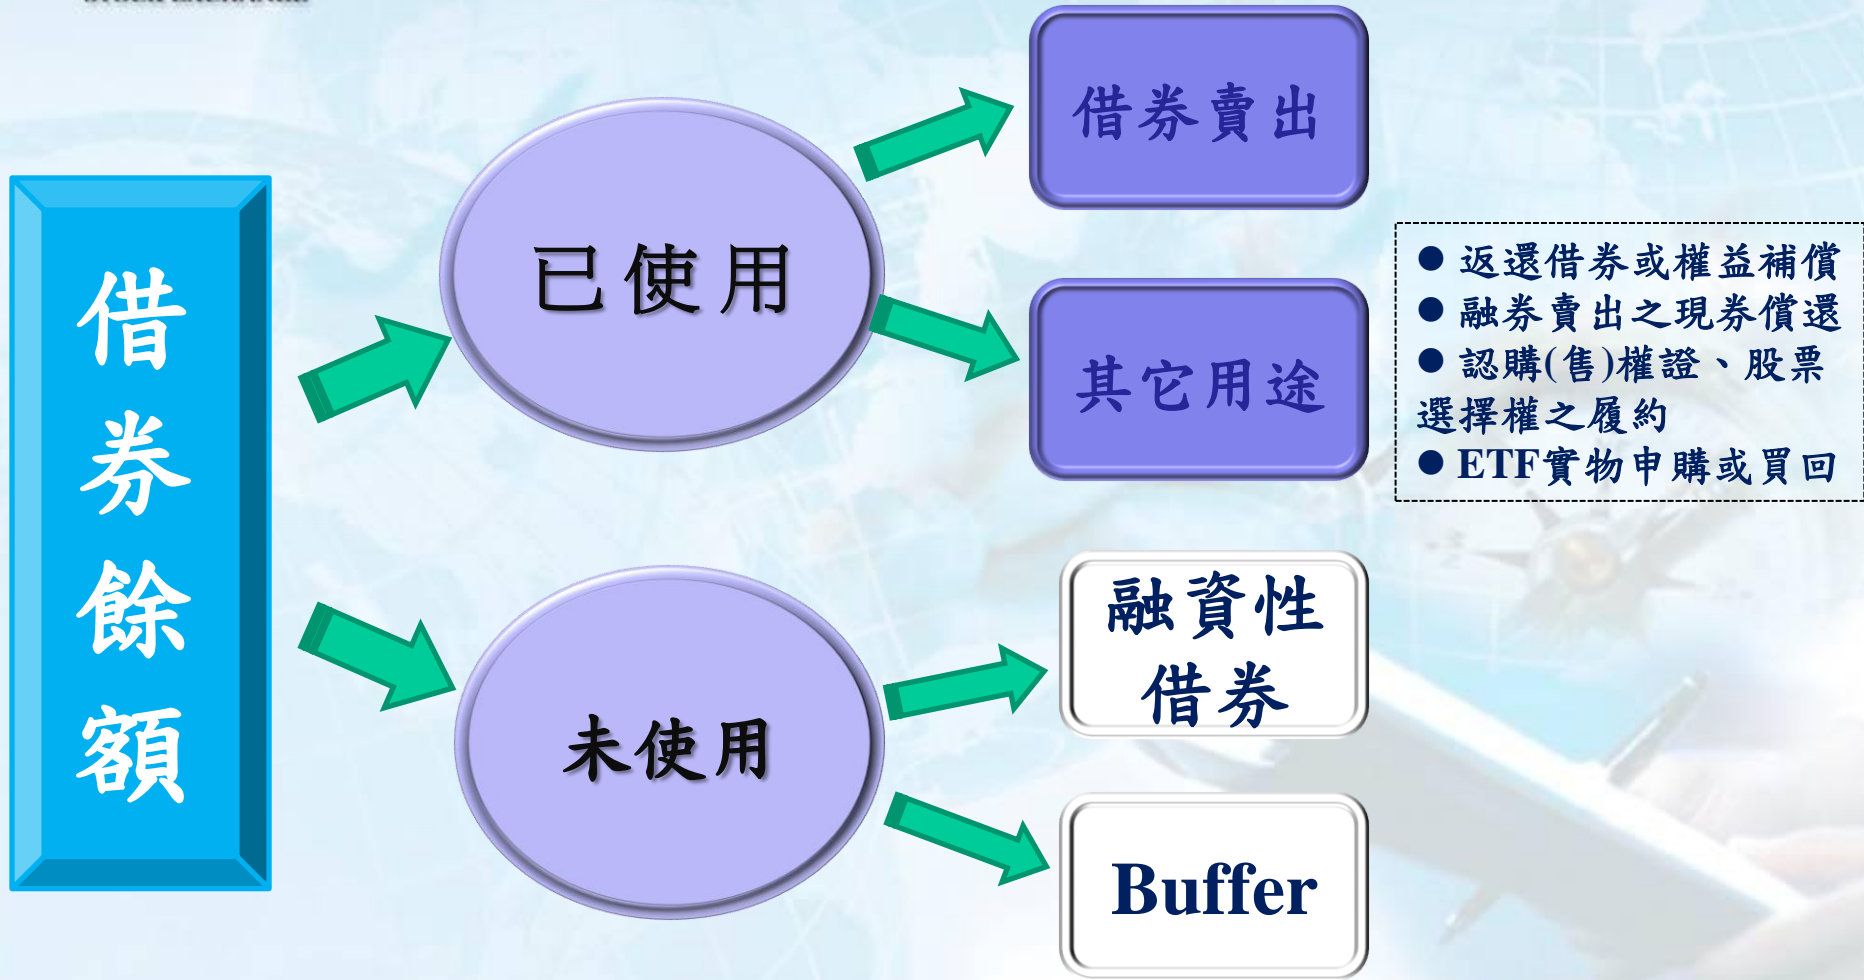 借券餘額
已使用
借券賣出
其它用途
● 返還借券或權益補償
● 融券賣出之現券償還
● 認購(售)權證、股票
選擇權之履約
● ETF實物申購或買回
未使用
融資性
借券
Buffer